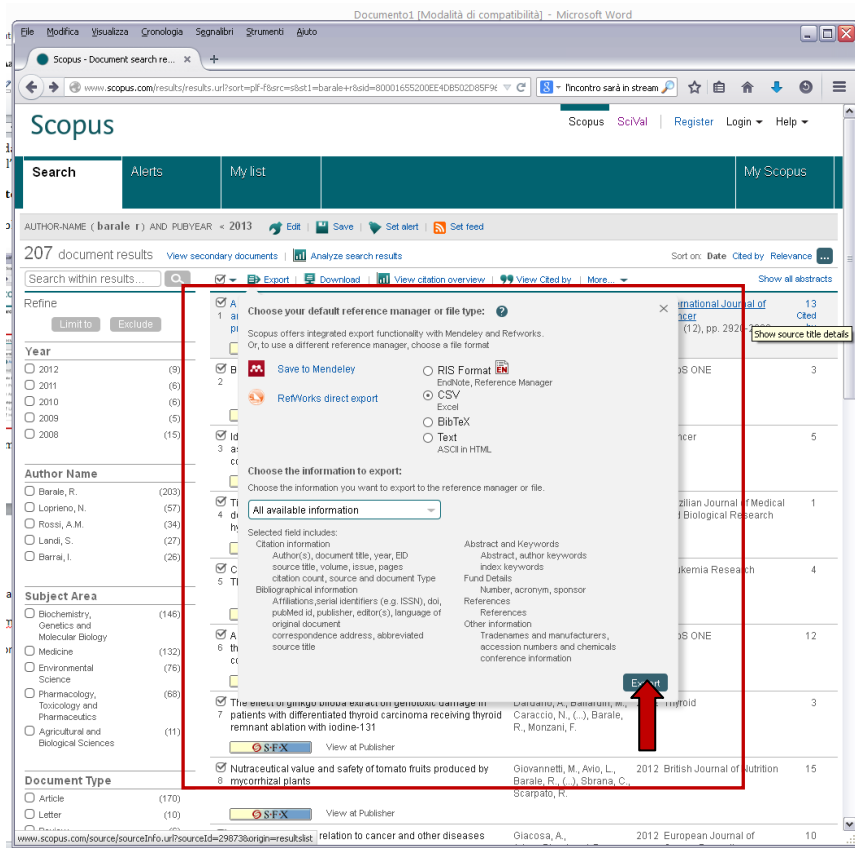 Documento1 [Modalità di compatibilità] - Microsoft Word
File Modifica Visualizza Cronologia Segnalibri Strumenti Aiuto
Scopus - Document search re... × +
www.scopus.com/results/results.url?sort=plf-f&src=s&st1=barale+r&sid=80001655200EE4DB502D85F9
l'incontro sarà in stream
Scopus
Scopus SciVal Register Login Help
Search Alerts My list My Scopus
AUTHOR-NAME ( barale r ) AND PUBYEAR < 2013 Edit Save Set alert Set feed
207 document results View secondary documents Analyze search results Sort on: Date Cited by Relevance ...
Search within results... Export Download View citation overview View Cited by More... Show all abstracts
Refine
Limit to Exclude
Year
2012 (9)
2011 (6)
2010 (6)
2009 (5)
2008 (15)
Author Name
Barale, R. (203)
Loprieno, N. (57)
Rossi, A.M. (34)
Landi, S. (27)
Barrai, I. (26)
Subject Area
Biochemistry, (146)
Genetics and
Molecular Biology
Medicine (132)
Environmental (76)
Science
Pharmacology, (68)
Toxicology and
Pharmaceutics
Agricultural and (11)
Biological Sciences
Document Type
Article (170)
Letter (10)
www.scopus.com/source/sourceInfo.url?sourceId=29873&origin=resultslist
Choose your default reference manager or file type: ? ×
Scopus offers integrated export functionality with Mendeley and Refworks.
Or, to use a different reference manager, choose a file format
Save to Mendeley
RefWorks direct export
RIS Format EN
EndNote, Reference Manager
CSV
Excel
BibTeX
Text
ASCII in HTML
Choose the information to export:
Choose the information you want to export to the reference manager or file.
All available information
Selected field includes:
Citation information
Author(s), document title, year, EID
source title, volume, issue, pages
citation count, source and document Type
Bibliographical information
Affiliations,serial identifiers (e.g. ISSN), doi,
pubMed id, publisher, editor(s), language of
original document
correspondence address, abbreviated
source title
Abstract and Keywords
Abstract, author keywords
index keywords
Fund Details
Number, acronym, sponsor
References
References
Other information
Tradenames and manufacturers,
accession numbers and chemicals
conference information
International Journal of 13
Cited
(12), pp.
Show source title details
1
2 3
3 5
4 of Medical 1
Biological Research
5 Research 4
6 ONE 12
The effect of ginkgo biloba extract on genotoxic damage in Dardano, A., Ballardin, M., Thyroid 3
7 patients with differentiated thyroid carcinoma receiving thyroid Caraccio, N., (...), Barale,
remnant ablation with iodine-131 R., Monzani, F.
S·F·X View at Publisher
Nutraceutical value and safety of tomato fruits produced by Giovannetti, M., Avio, L., 2012 British Journal of Nutrition 15
8 mycorrhizal plants Barale, R., (...), Sbrana, C.,
Scarpato, R.
S·F·X View at Publisher
relation to cancer and other diseases Giacosa, A., 2012 European Journal of 10